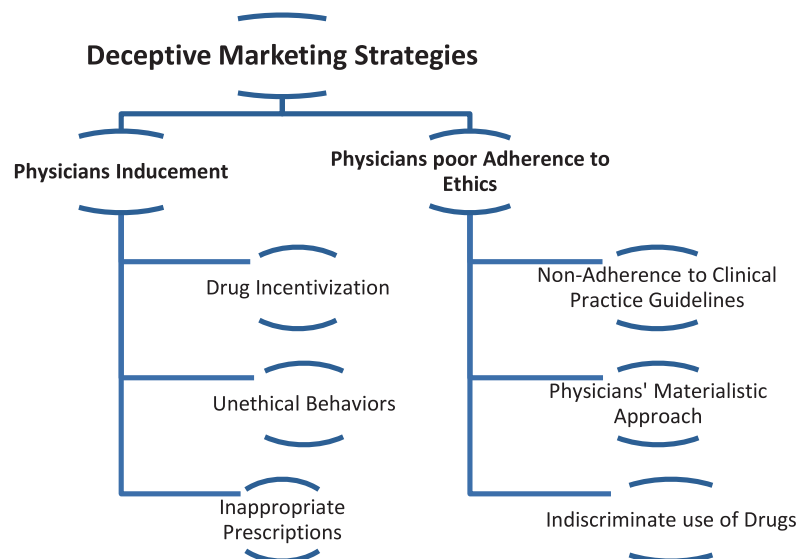 Deceptive Marketing Strategies
Physicians Inducement
Drug Incentivization
Unethical Behaviors
Inappropriate
Prescriptions
Physicians poor Adherence to
Ethics
Non-Adherence to Clinical
Practice Guidelines
Physicians' Materialistic
Approach
Indiscriminate use of Drugs